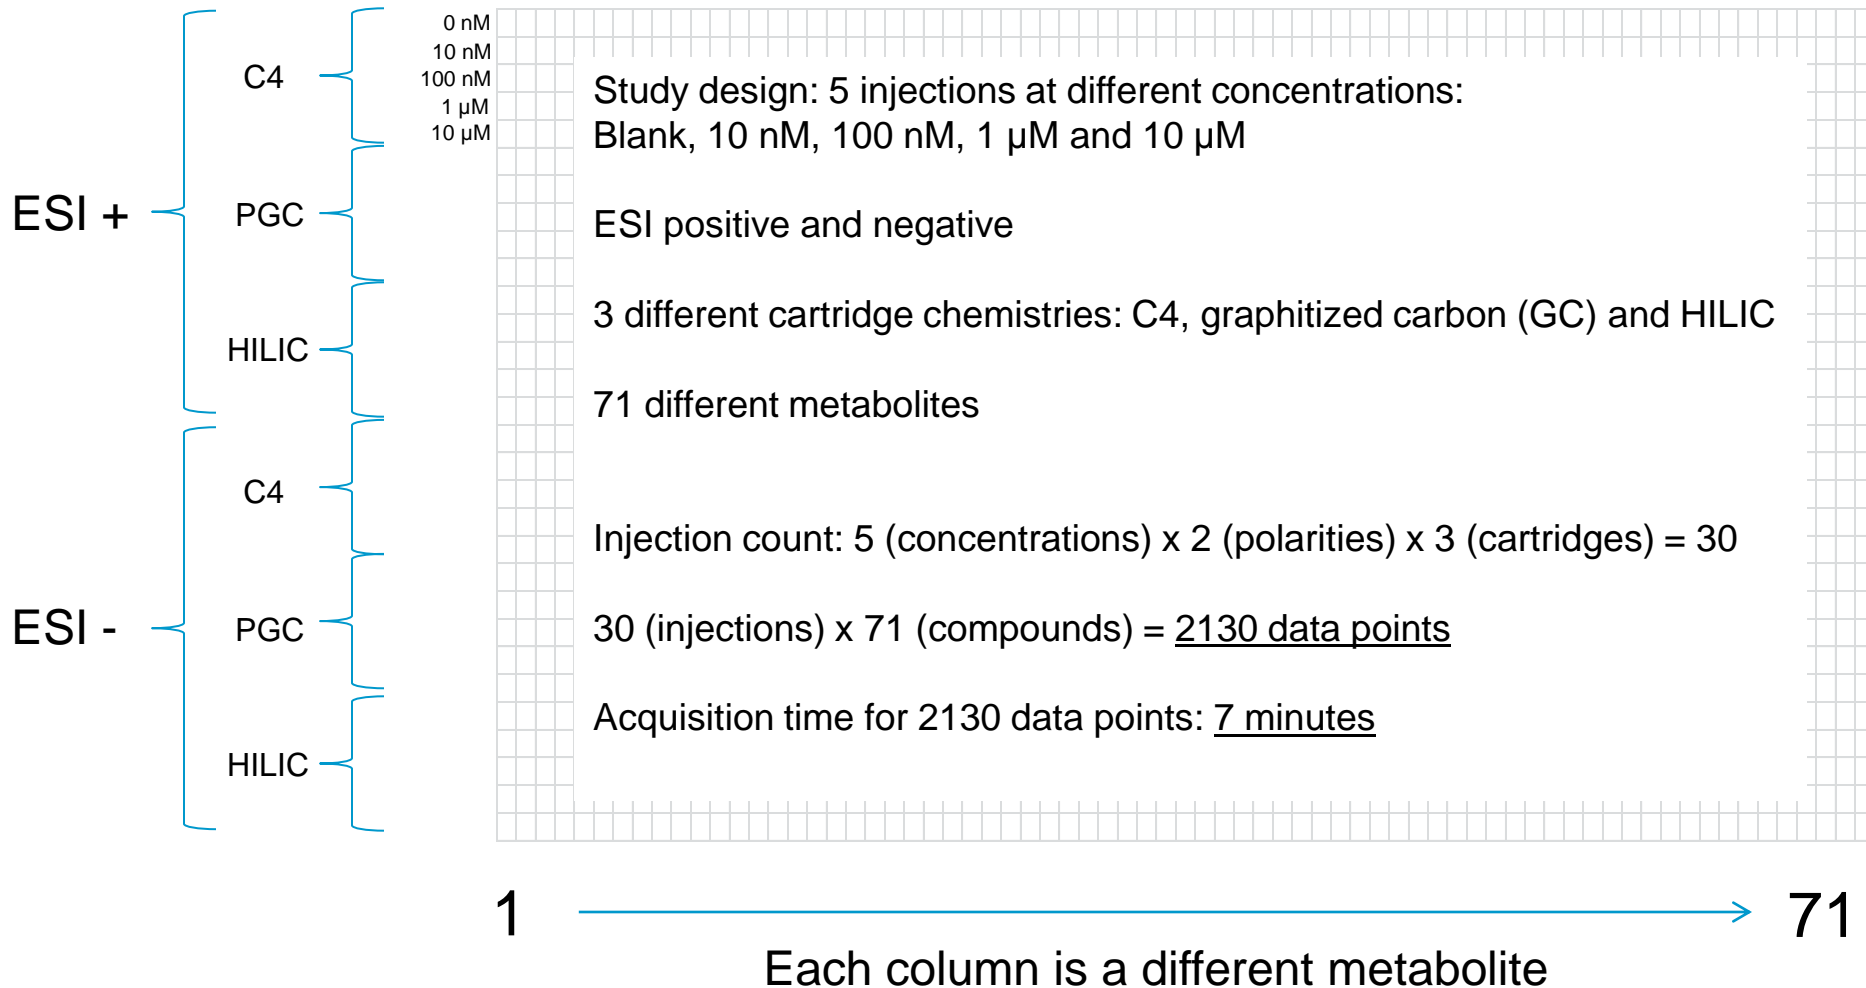 ESI +
C4
PGC
HILIC
ESI -
C4
PGC
HILIC
0 nM
10 nM
100 nM
1 µM
10 µM
Study design: 5 injections at different concentrations:
Blank, 10 nM, 100 nM, 1 µM and 10 µM
ESI positive and negative
3 different cartridge chemistries: C4, graphitized carbon (GC) and HILIC
71 different metabolites
Injection count: 5 (concentrations) x 2 (polarities) x 3 (cartridges) = 30
30 (injections) x 71 (compounds) = 2130 data points
Acquisition time for 2130 data points: 7 minutes
1
71
Each column is a different metabolite